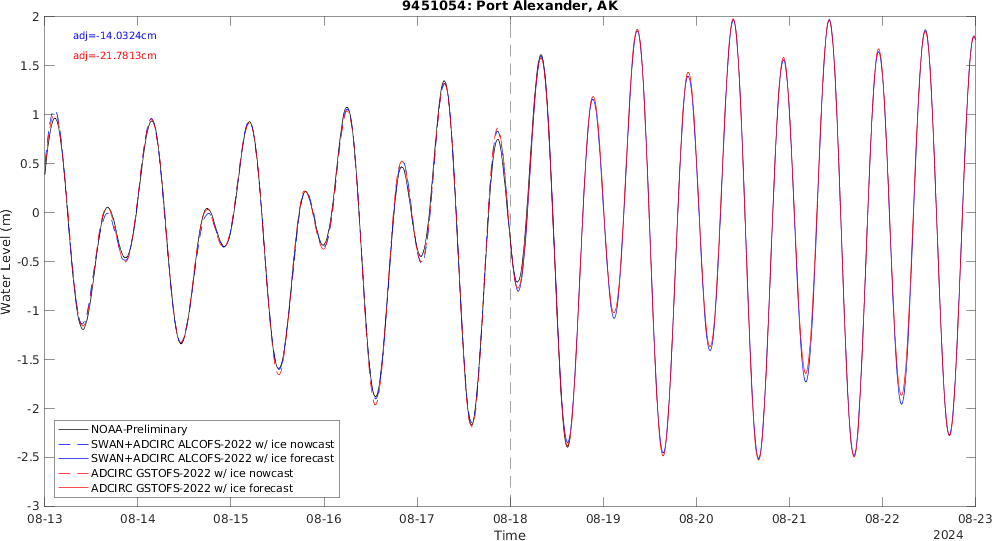 9451054: Port Alexander, AK
adj=-14.0324cm
adj=-21.7813cm
2
1.5
1
0.5
0
-0.5
-1
-1.5
-2
-2.5
-3
Water Level (m)
NOAA-Preliminary
SWAN+ADCIRC ALCOFS-2022 w/ ice nowcast
SWAN+ADCIRC ALCOFS-2022 w/ ice forecast
ADCIRC GSTOFS-2022 w/ ice nowcast
ADCIRC GSTOFS-2022 w/ ice forecast
08-13 08-14 08-15 08-16 08-17 08-18 08-19 08-20 08-21 08-22 08-23
Time
2024